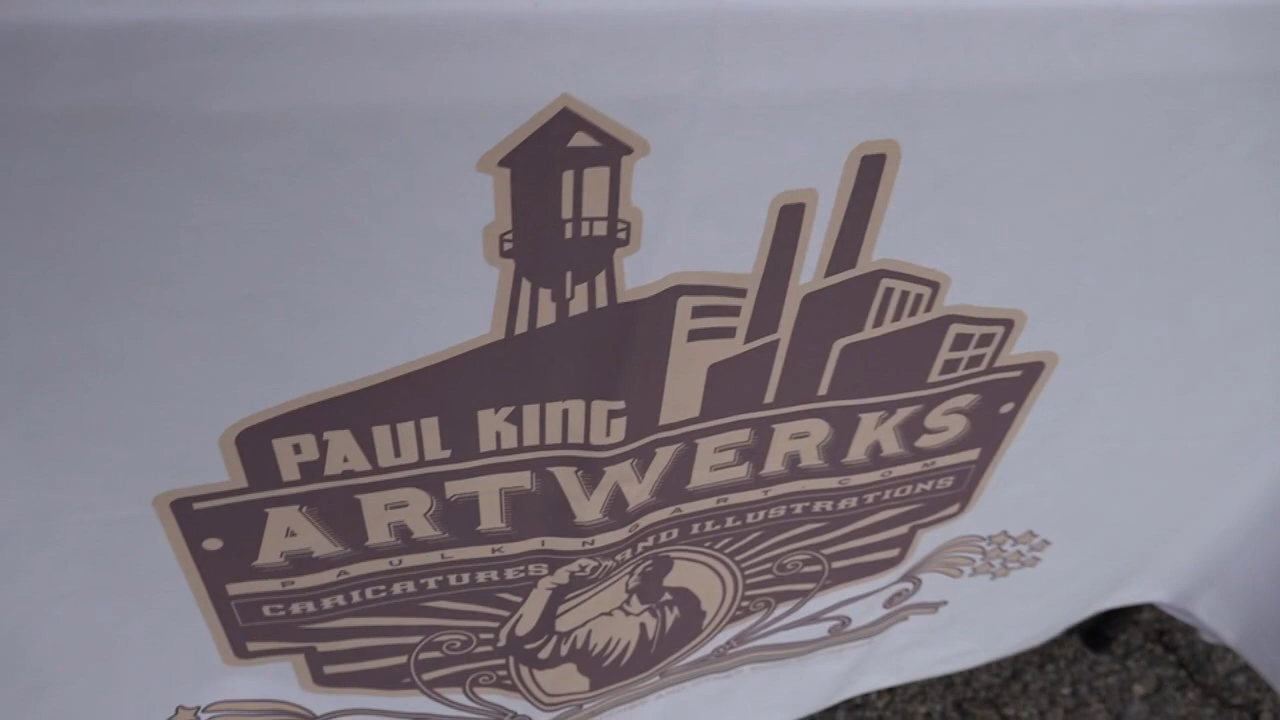 PAUL KING
ARTWERKS
PAULKINGART.COM
CARICATURES AND ILLUSTRATIONS